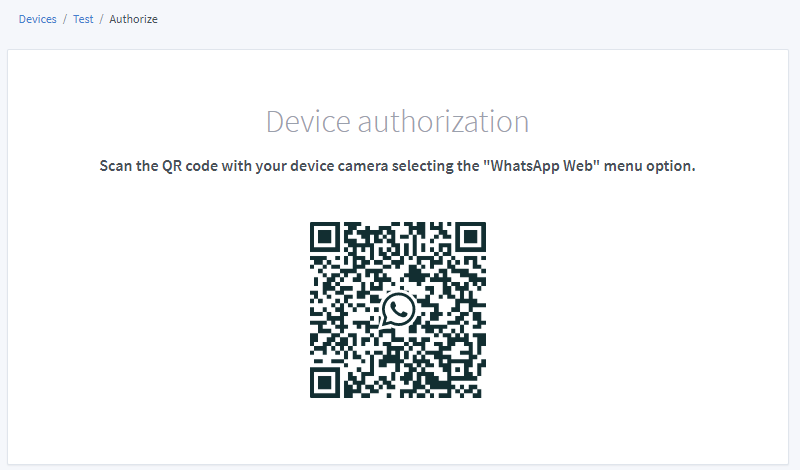 Devices / Test / Authorize
Device authorization
Scan the QR code with your device camera selecting the "WhatsApp Web" menu option.